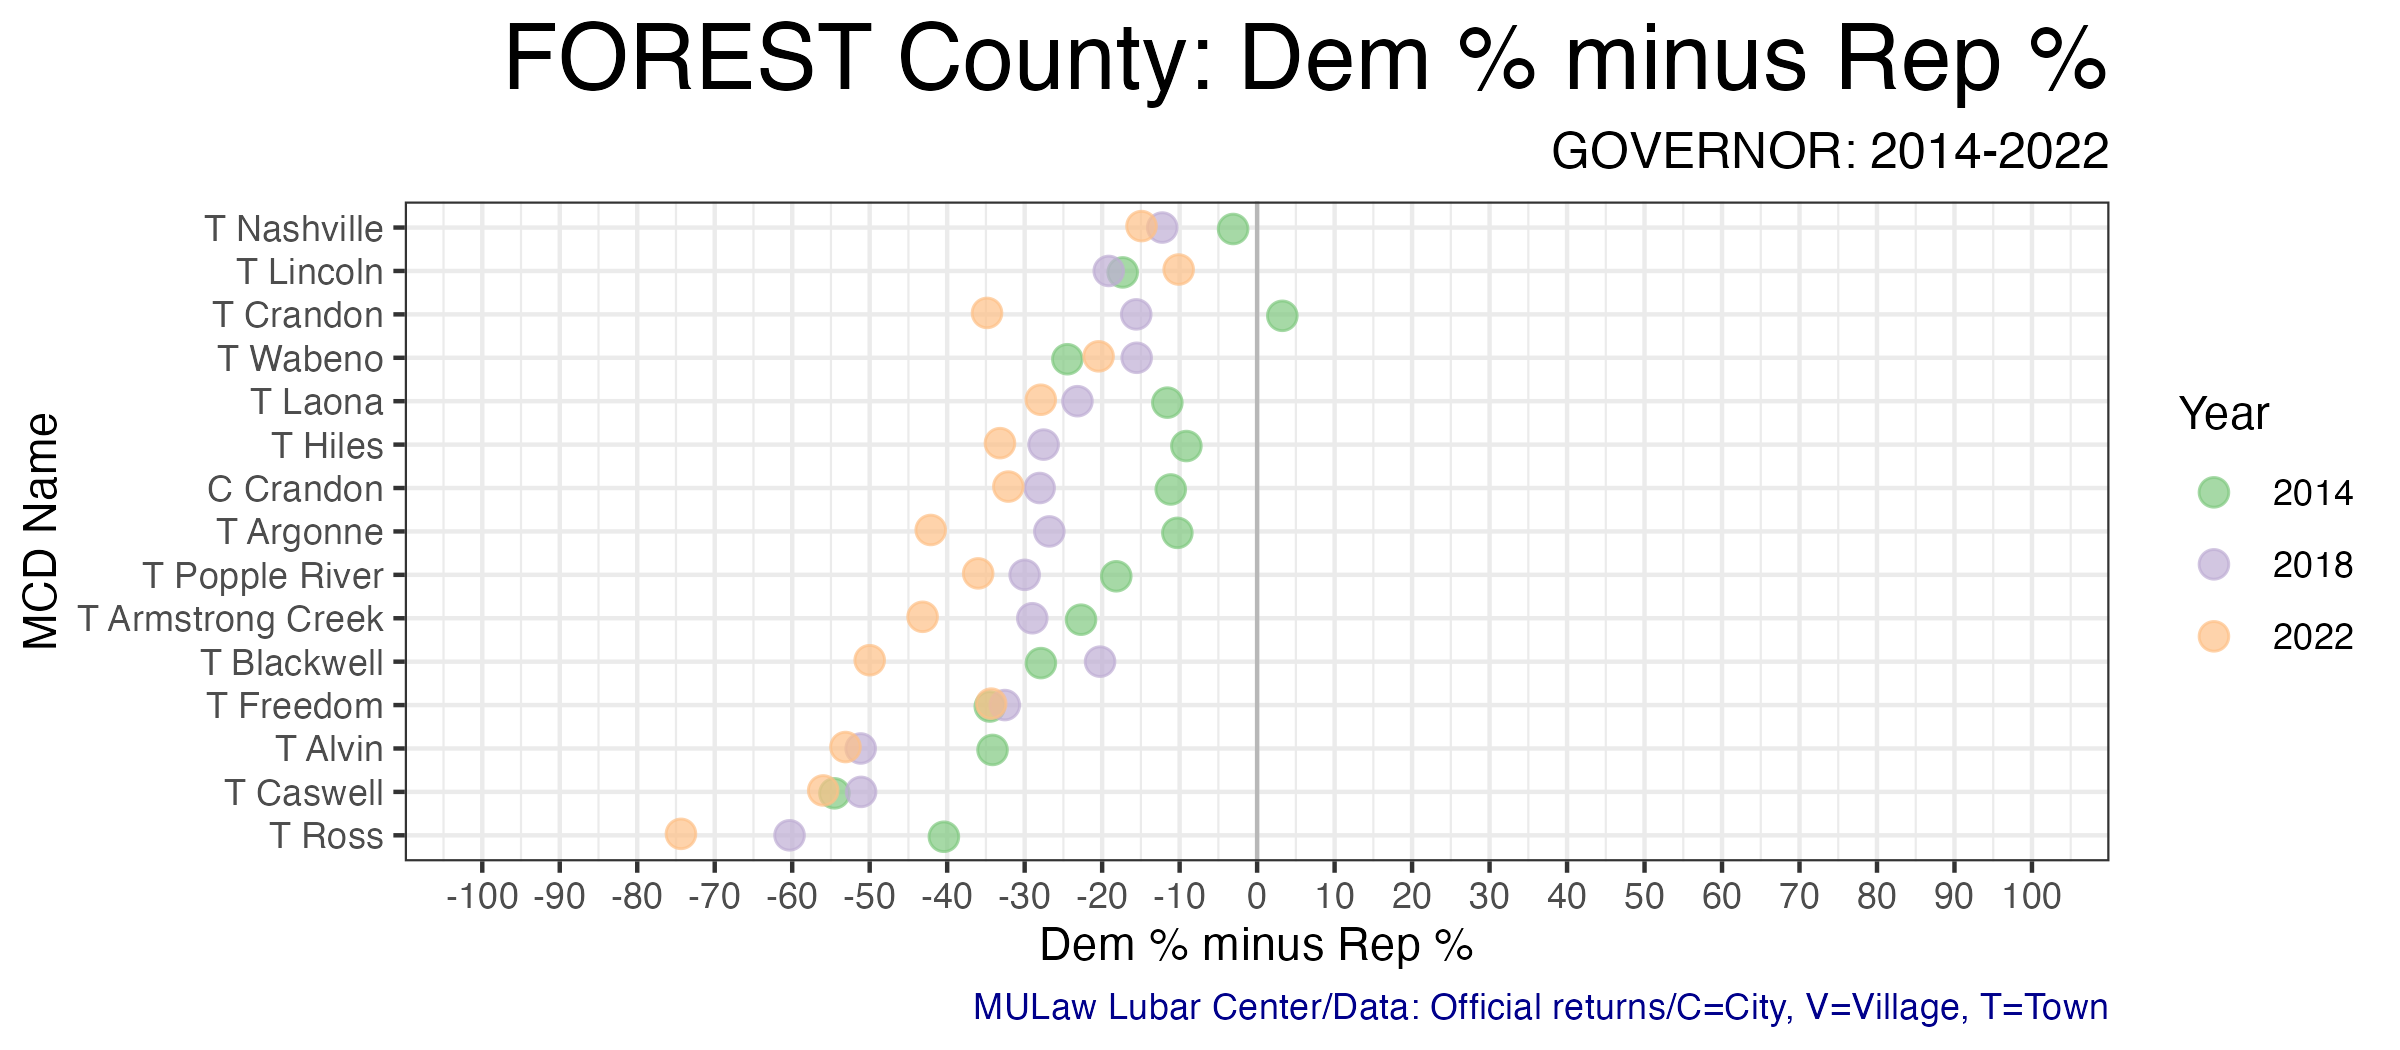 FOREST County: Dem % minus Rep %
GOVERNOR: 2014-2022
MCD Name
T Nashville
T Lincoln
T Crandon
T Wabeno
T Laona
T Hiles
C Crandon
T Argonne
T Popple River
T Armstrong Creek
T Blackwell
T Freedom
T Alvin
T Caswell
T Ross
-100 -90 -80 -70 -60 -50 -40 -30 -20 -10 0 10 20 30 40 50 60 70 80 90 100
Dem % minus Rep %
Year
2014
2018
2022
MULaw Lubar Center/Data: Official returns/C=City, V=Village, T=Town